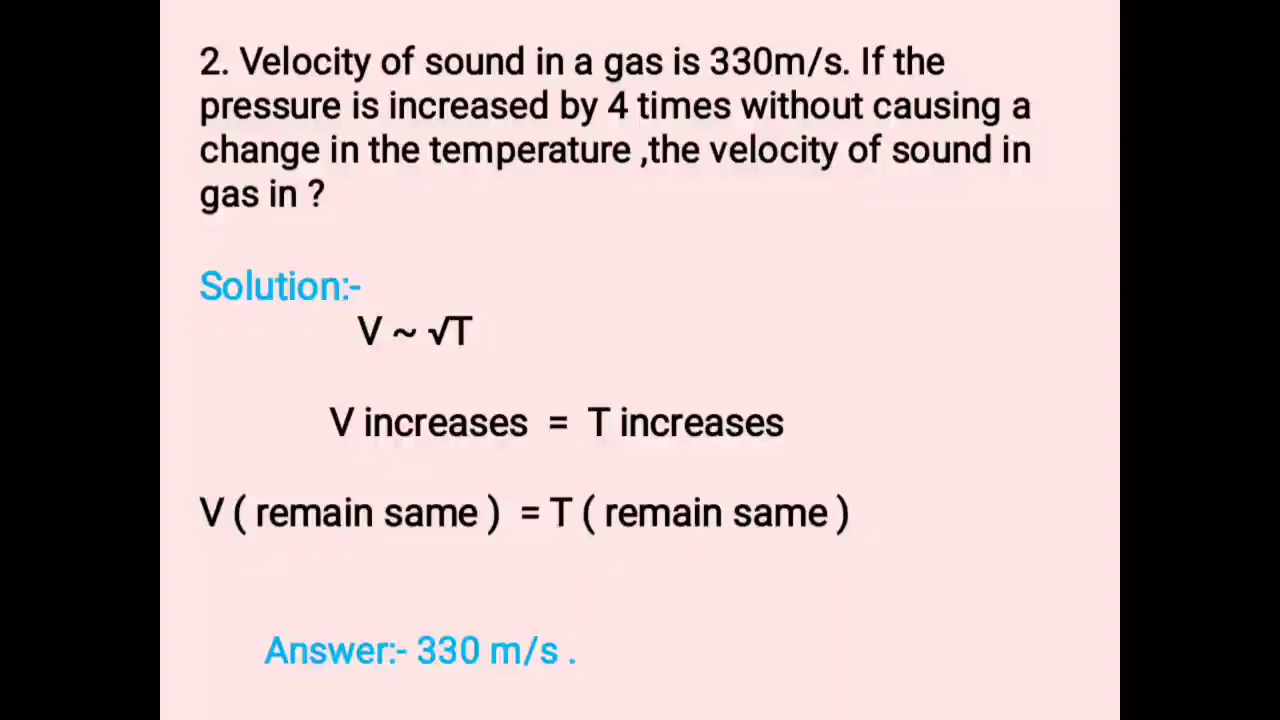 2. Velocity of sound in a gas is 330m/s. If the
pressure is increased by 4 times without causing a
change in the temperature ,the velocity of sound in
gas in ?
Solution:-
V ~ √T
V increases = T increases
V ( remain same ) = T ( remain same )
Answer:- 330 m/s .